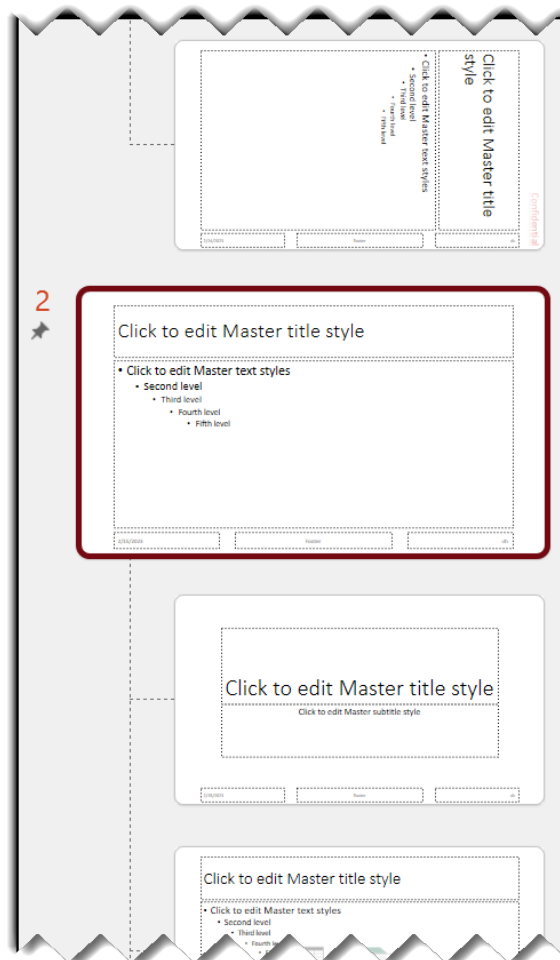 Click to edit Master title
style
• Click to edit Master text styles
• Second level
• Third level
• Fourth level
• Fifth level
Confidential
Footer
2
Click to edit Master title style
• Click to edit Master text styles
• Second level
• Third level
• Fourth level
• Fifth level
Footer
Click to edit Master title style
Click to edit Master subtitle style
Footer
Click to edit Master title style
• Click to edit Master text styles
• Second level
• Third level